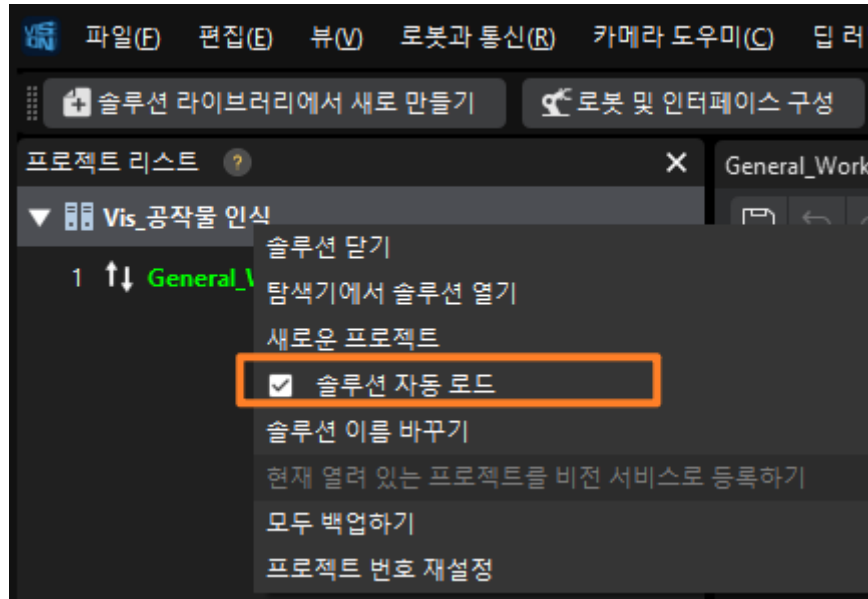 VISION 파일(F) 편집(E) 뷰(V) 로봇과 통신(R) 카메라 도우미(C) 딥 러
솔루션 라이브러리에서 새로 만들기 로봇 및 인터페이스 구성
프로젝트 리스트 ? General_Work
Vis_공작물 인식
1 General_
솔루션 닫기
탐색기에서 솔루션 열기
새로운 프로젝트
솔루션 자동 로드
솔루션 이름 바꾸기
현재 열려 있는 프로젝트를 비전 서비스로 등록하기
모두 백업하기
프로젝트 번호 재설정